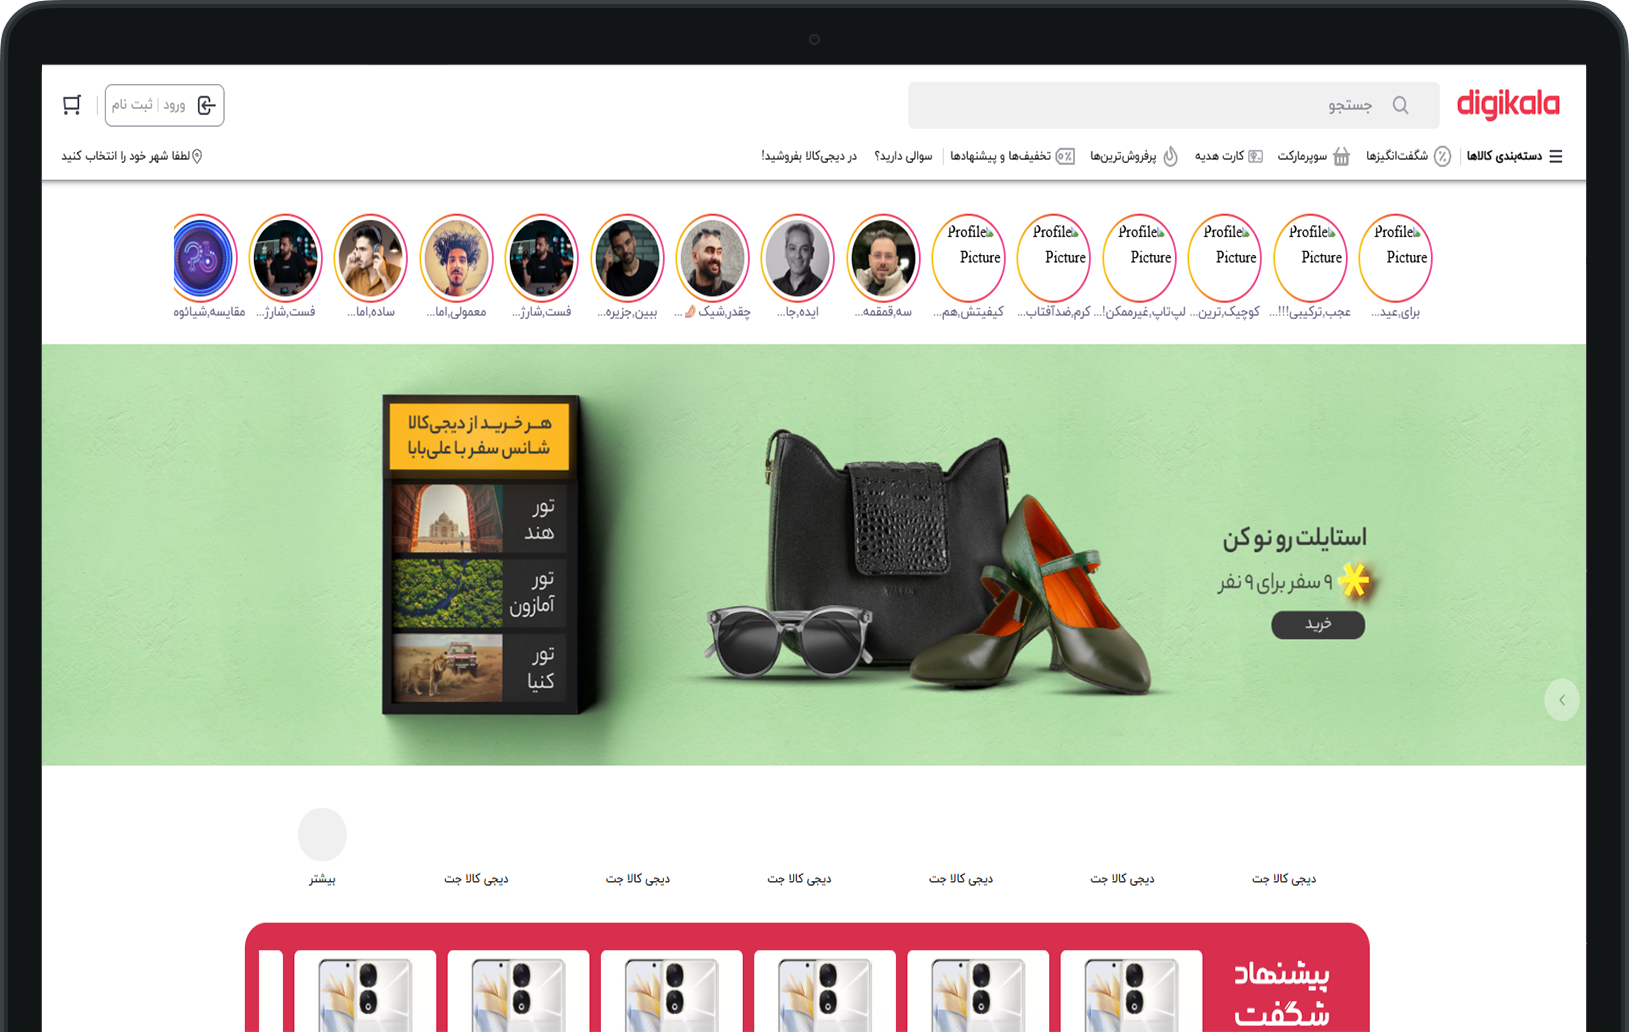 digikala
جستجو
ورود | ثبت نام
دسته‌بندی کالاها
شگفت‌انگیزها
سوپرمارکت
کارت هدیه
پرفروش‌ترین‌ها
تخفیف‌ها و پیشنهادها
سوالی دارید؟
در دیجی‌کالا بفروشید!
لطفا شهر خود را انتخاب کنید
Profile
Picture
Profile
Picture
Profile
Picture
Profile
Picture
Profile
Picture
Profile
Picture
برای,عید...
عجب,ترکیبی!!!...
کوچیک,ترین...
لپ‌تاپ,غیرممکن!...
کرم,ضدآفتاب...
کیفیتش,هم...
سه,قمقمه...
ایده,جا...
چقدر,شیک...
ببین,جزیره...
فست,شارژ...
معمولی,اما...
ساده,اما...
فست,شارژ...
مقایسه,شیائوم
هر خرید از دیجی‌کالا
شانس سفر با علی‌بابا
تور
هند
تور
آمازون
تور
کنیا
استایلت رو نو کن
۹ سفر برای ۹ نفر
خرید
دیجی کالا جت
دیجی کالا جت
دیجی کالا جت
دیجی کالا جت
دیجی کالا جت
دیجی کالا جت
بیشتر
پیشنهاد
شگفت